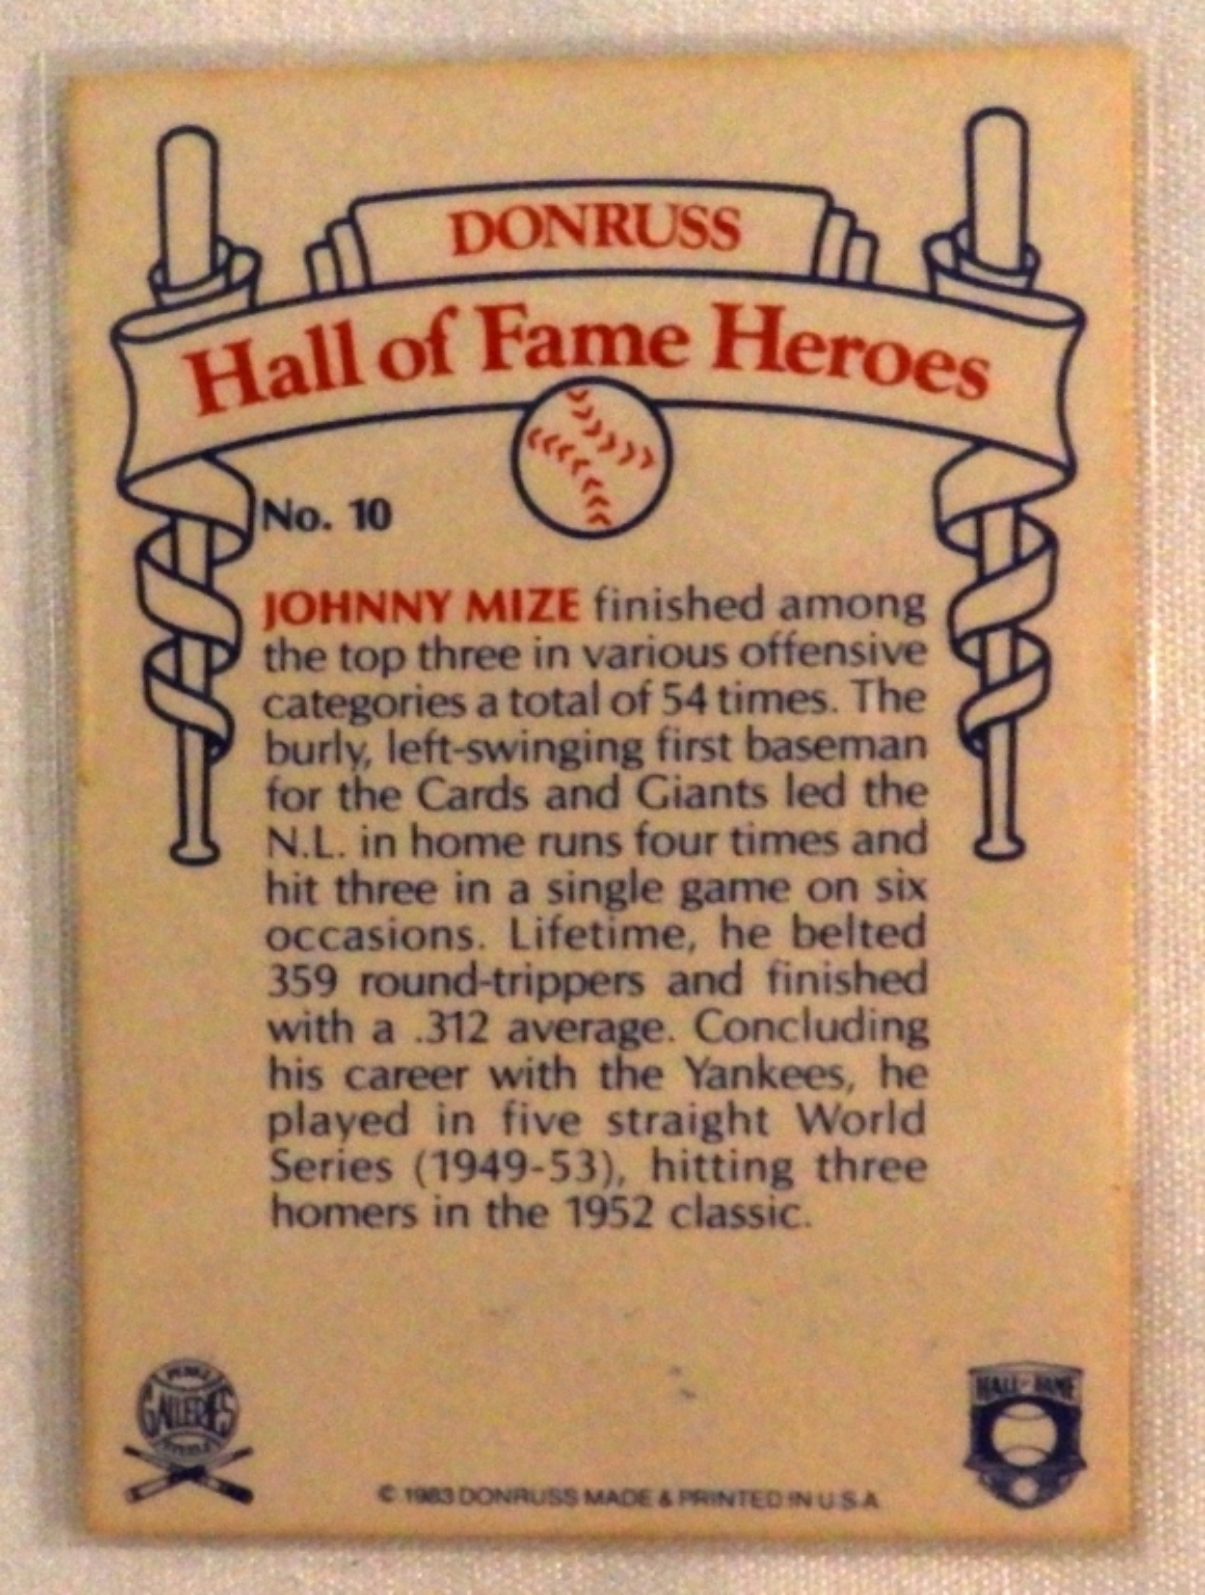 DONRUSS
Hall of Fame Heroes
No. 10
JOHNNY MIZE finished among
the top three in various offensive
categories a total of 54 times. The
burly, left-swinging first baseman
for the Cards and Giants led the
N.L. in home runs four times and
hit three in a single game on six
occasions. Lifetime, he belted
359 round-trippers and finished
with a .312 average. Concluding
his career with the Yankees, he
played in five straight World
Series (1949-53), hitting three
homers in the 1952 classic.
GALLERIES
HALL OF FAME
© 1983 DONRUSS MADE & PRINTED IN U.S.A.